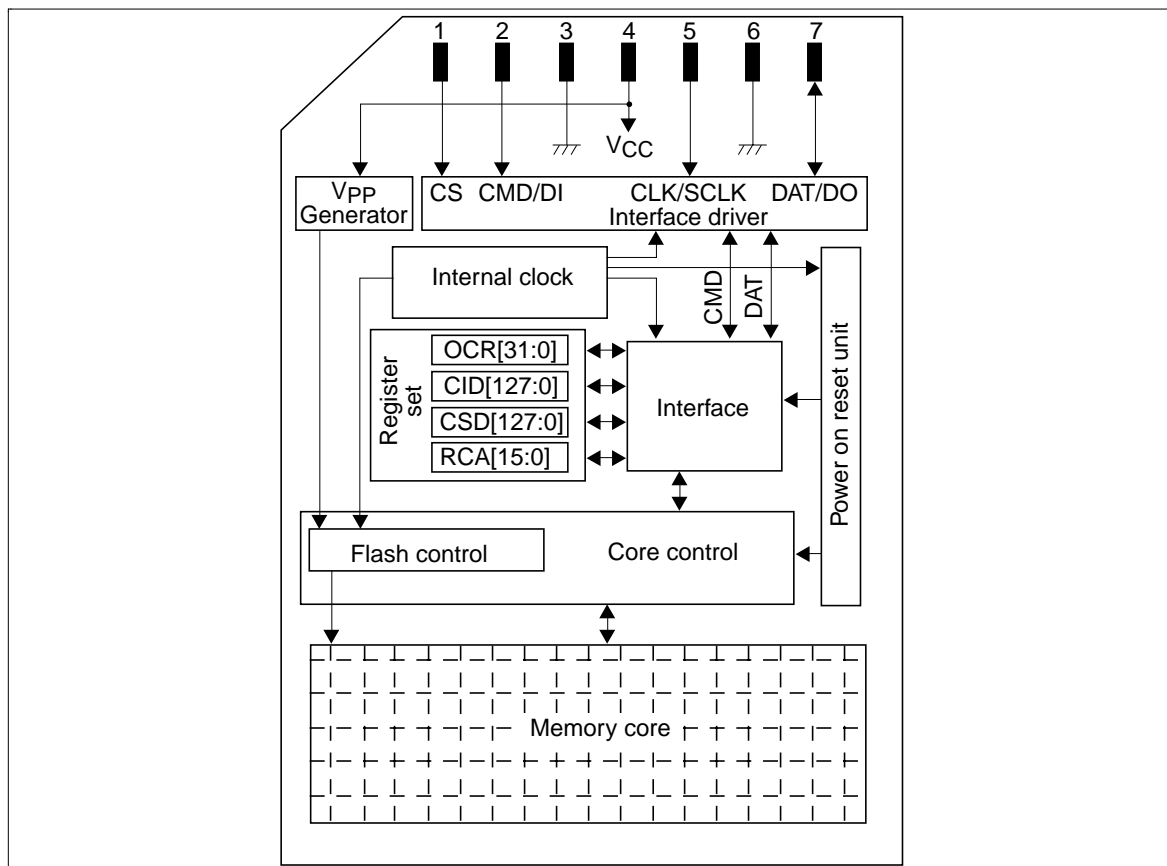 1 2 3 4 5 6 7
VCC
VPP
Generator
CS CMD/DI CLK/SCLK DAT/DO
Interface driver
Internal clock
CMD
DAT
Register
set
OCR[31:0]
CID[127:0]
CSD[127:0]
RCA[15:0]
Interface
Power on reset unit
Flash control
Core control
Memory core